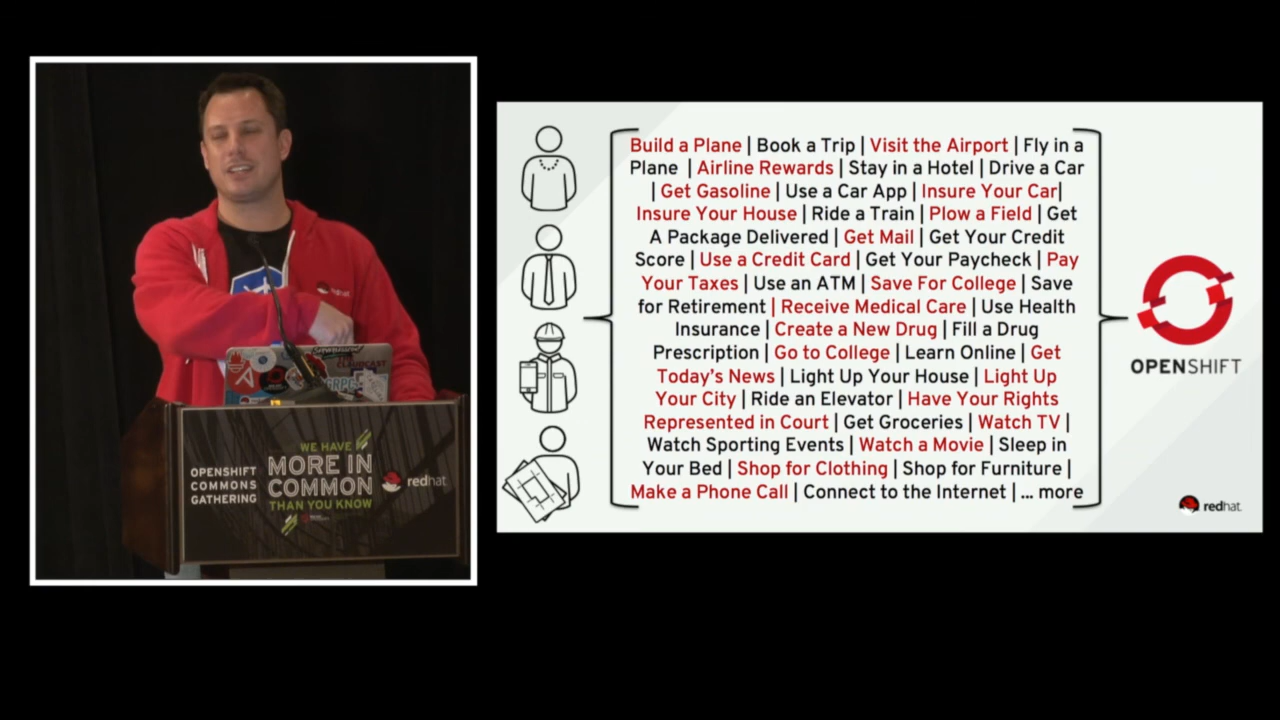 redhat
CLEARCAST
GRPC
WE HAVE
OPENSHIFT
COMMONS
GATHERING
MORE IN
COMMON
THAN YOU KNOW
redhat
Build a Plane | Book a Trip | Visit the Airport | Fly in a
Plane | Airline Rewards | Stay in a Hotel | Drive a Car
| Get Gasoline | Use a Car App | Insure Your Car|
Insure Your House | Ride a Train | Plow a Field | Get
A Package Delivered | Get Mail | Get Your Credit
Score | Use a Credit Card | Get Your Paycheck | Pay
Your Taxes | Use an ATM | Save For College | Save
for Retirement | Receive Medical Care | Use Health
Insurance | Create a New Drug | Fill a Drug
Prescription | Go to College | Learn Online | Get
Today's News | Light Up Your House | Light Up
Your City | Ride an Elevator | Have Your Rights
Represented in Court | Get Groceries | Watch TV |
Watch Sporting Events | Watch a Movie | Sleep in
Your Bed | Shop for Clothing | Shop for Furniture |
Make a Phone Call | Connect to the Internet | ... more
OPENSHIFT
redhat.